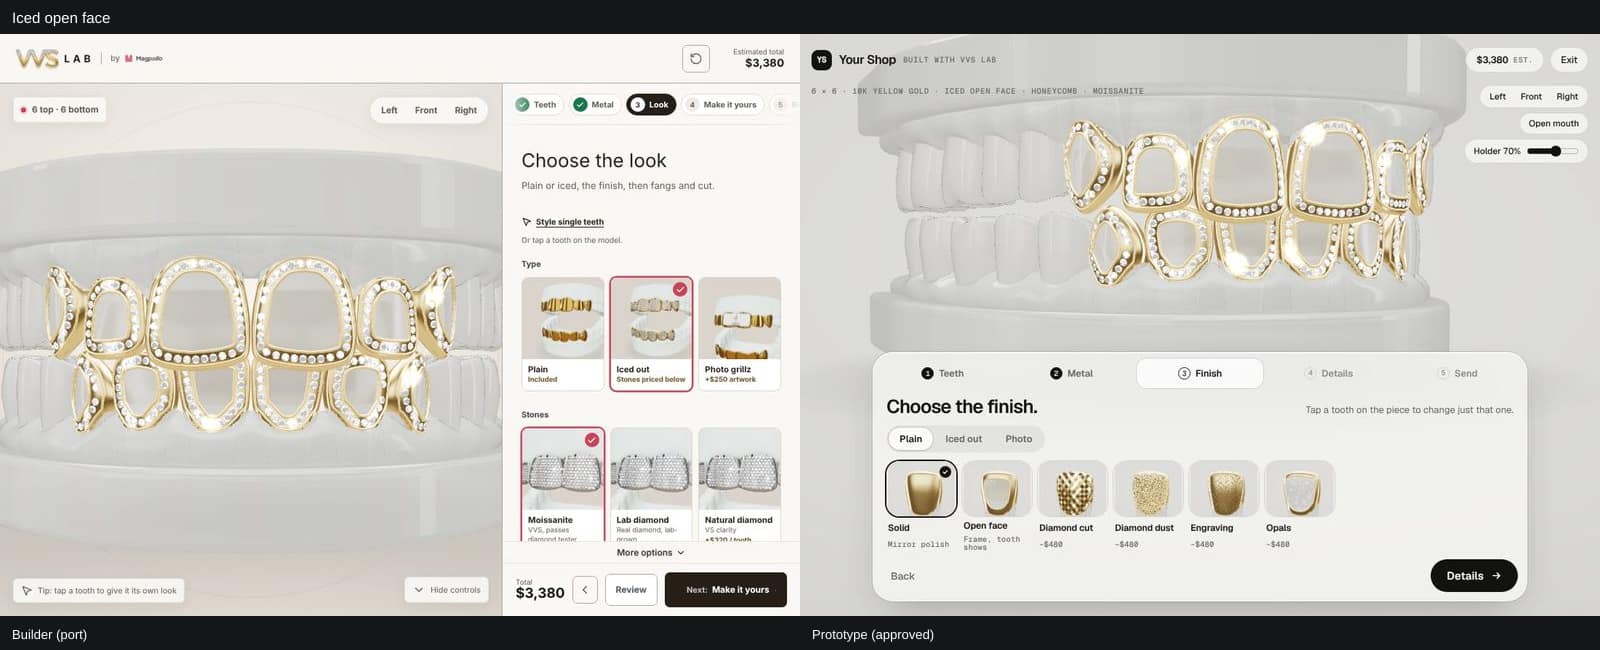 Iced open face
VVS LAB by Magpudo
Estimated total
$3,380
6 top · 6 bottom
Left Front Right
Teeth
Metal
3 Look
4 Make it yours
5
Choose the look
Plain or iced, the finish, then fangs and cut.
Style single teeth
Or tap a tooth on the model.
Type
Plain
Included
Iced out
Stones priced below
Photo grillz
+$250 artwork
Stones
Moissanite
VVS, passes
diamond tester
Lab diamond
Real diamond, lab-
grown
Natural diamond
VS clarity
+$320 / tooth
More options
Tip: tap a tooth to give it its own look
Hide controls
Total
$3,380
Review
Next: Make it yours
Builder (port)
YS Your Shop BUILT WITH VVS LAB
$3,380 EST.
Exit
6 × 6 · 10K YELLOW GOLD · ICED OPEN FACE · HONEYCOMB · MOISSANITE
Left Front Right
Open mouth
Holder 70%
1 Teeth
2 Metal
3 Finish
4 Details
5 Send
Choose the finish.
Tap a tooth on the piece to change just that one.
Plain Iced out Photo
Solid
Mirror polish
Open face
Frame, tooth
shows
Diamond cut
-$480
Diamond dust
-$480
Engraving
-$480
Opals
-$480
Back
Details →
Prototype (approved)